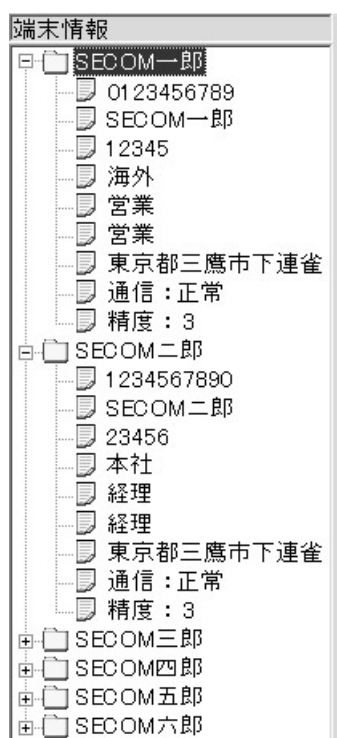 端末情報
SECOM一郎
0123456789
SECOM一郎
12345
海外
営業
営業
東京都三鷹市下連雀
通信：正常
精度：3
SECOM二郎
1234567890
SECOM二郎
23456
本社
経理
経理
東京都三鷹市下連雀
通信：正常
精度：3
SECOM三郎
SECOM四郎
SECOM五郎
SECOM六郎